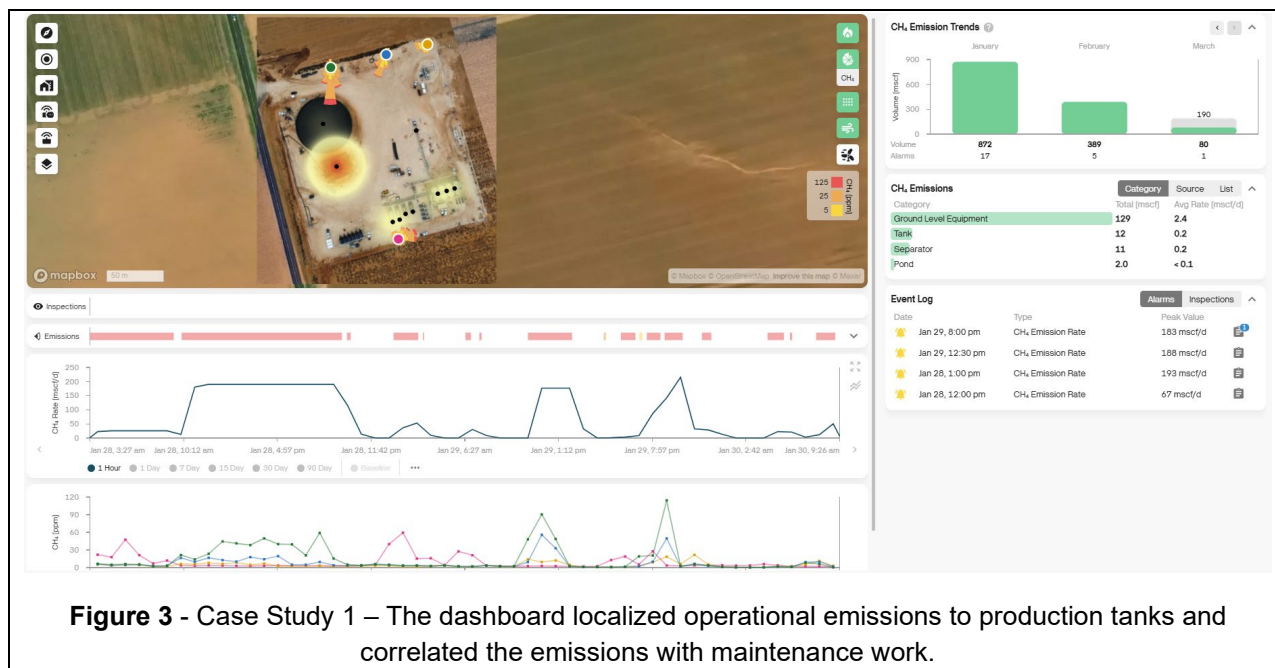 CH₄
125
25
5
CH₄ [ppm]
mapbox
50 m
© Mapbox © OpenStreetMap Improve this map © Maxar
Inspections
Emissions
250
200
150
100
50
0
CH₄ Rate [mscf/d]
Jan 28, 3:27 am Jan 28, 10:12 am Jan 28, 4:57 pm Jan 28, 11:42 pm Jan 29, 6:27 am Jan 29, 1:12 pm Jan 29, 7:57 pm Jan 30, 2:42 am Jan 30, 9:26 am
1 Hour 1 Day 7 Day 15 Day 30 Day 90 Day Baseline ...
120
90
60
30
0
CH₄ [ppm]
CH₄ Emission Trends ?
January February March
900
600
300
0
Volume [mscf]
190
Volume 872 389 80
Alarms 17 5 1
CH₄ Emissions Category Source List
Category Total [mscf] Avg Rate [mscf/d]
Ground Level Equipment 129 2.4
Tank 12 0.2
Separator 11 0.2
Pond 2.0 < 0.1
Event Log Alarms Inspections
Date Type Peak Value
Jan 29, 8:00 pm CH₄ Emission Rate 183 mscf/d 1
Jan 29, 12:30 pm CH₄ Emission Rate 188 mscf/d
Jan 28, 1:00 pm CH₄ Emission Rate 193 mscf/d
Jan 28, 12:00 pm CH₄ Emission Rate 67 mscf/d
Figure 3 - Case Study 1 – The dashboard localized operational emissions to production tanks and
correlated the emissions with maintenance work.